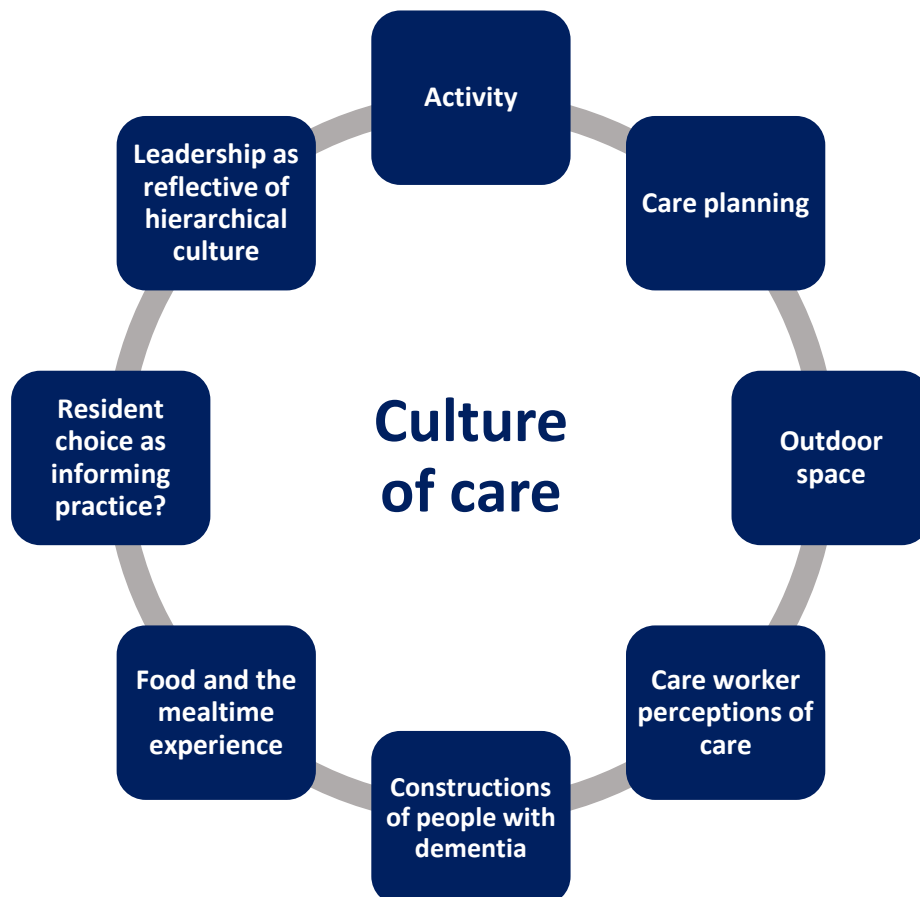 Activity
Care planning
Outdoor
space
Care worker
perceptions of
care
Constructions
of people with
dementia
Food and the
mealtime
experience
Resident
choice as
informing
practice?
Leadership as
reflective of
hierarchical
culture
Culture
of care